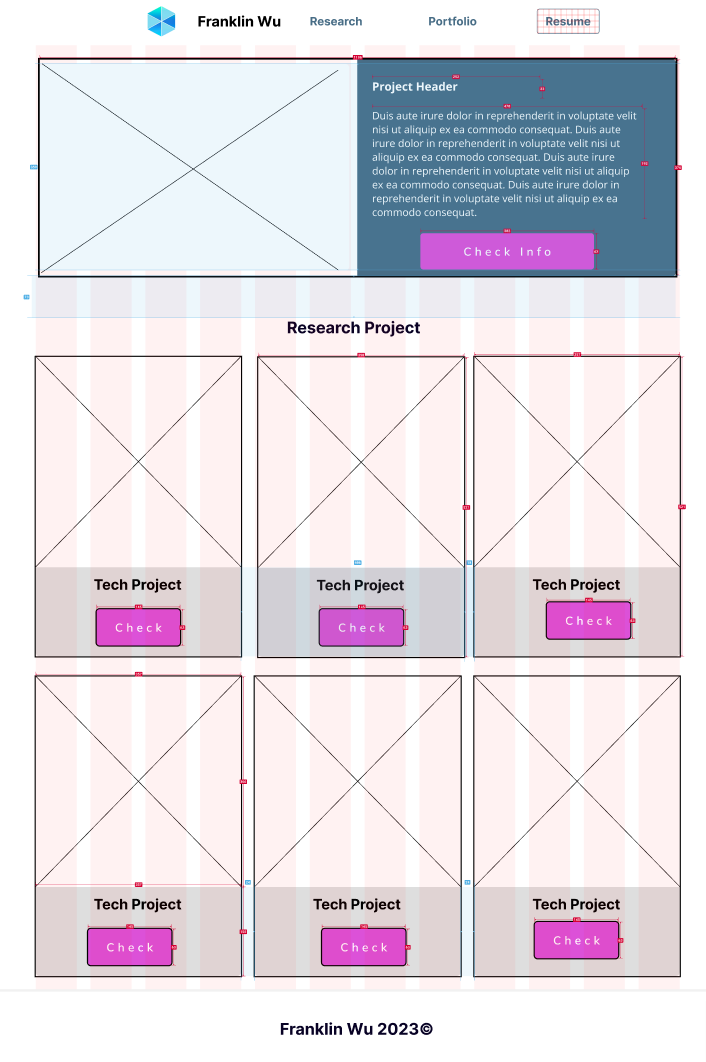 Franklin Wu
Research
Portfolio
Resume
Project Header
Duis aute irure dolor in reprehenderit in voluptate velit
nisi ut aliquip ex ea commodo consequat. Duis aute
irure dolor in reprehenderit in voluptate velit nisi ut
aliquip ex ea commodo consequat. Duis aute irure
dolor in reprehenderit in voluptate velit nisi ut aliquip
ex ea commodo consequat. Duis aute irure dolor in
reprehenderit in voluptate velit nisi ut aliquip ex ea
commodo consequat.
Check Info
Research Project
Tech Project
Tech Project
Tech Project
Check
Check
Check
Tech Project
Tech Project
Tech Project
Check
Check
Check
Franklin Wu 2023©